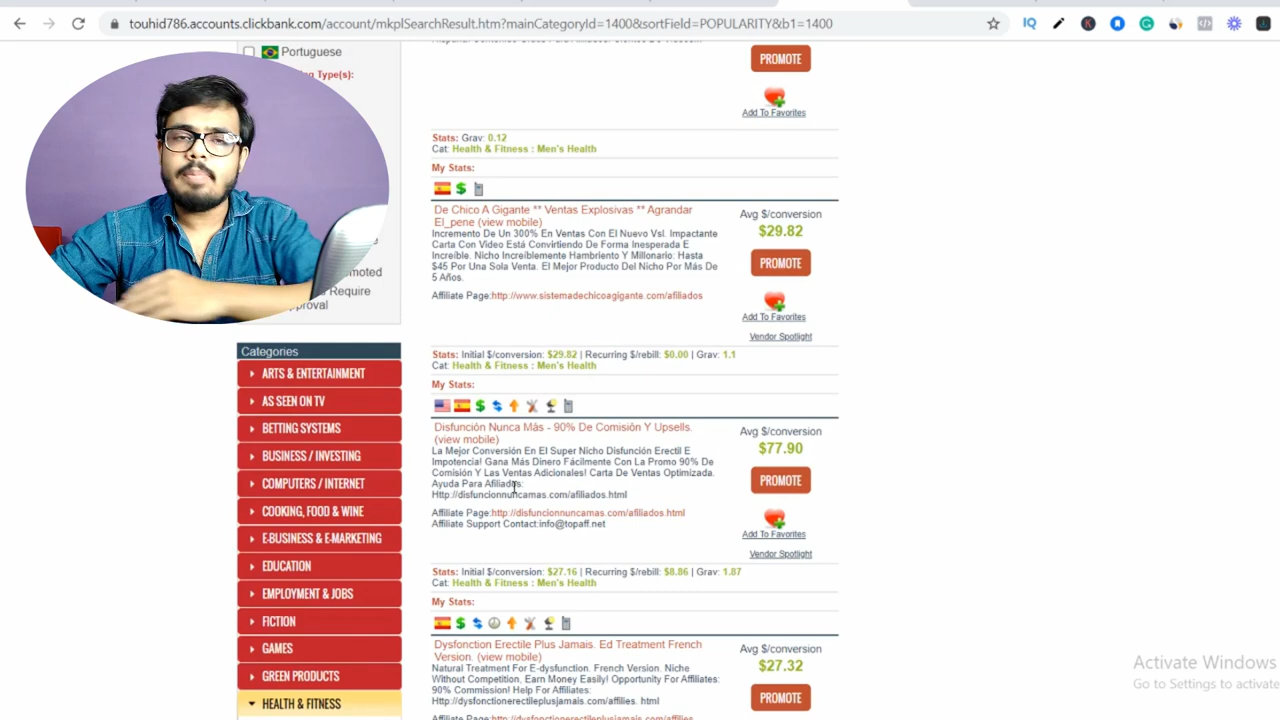 touhid786.accounts.clickbank.com/account/mkplSearchResult.htm?mainCategoryId=1400&sortField=POPULARITY&b1=1400
Portuguese
ng Type(s):
moted
Require
proval
Categories
ARTS & ENTERTAINMENT
AS SEEN ON TV
BETTING SYSTEMS
BUSINESS / INVESTING
COMPUTERS / INTERNET
COOKING, FOOD & WINE
E-BUSINESS & E-MARKETING
EDUCATION
EMPLOYMENT & JOBS
FICTION
GAMES
GREEN PRODUCTS
HEALTH & FITNESS
PROMOTE
Add To Favorites
Stats: Grav: 0.12
Cat: Health & Fitness : Men's Health
My Stats:
De Chico A Gigante ** Ventas Explosivas ** Agrandar
El_pene (view mobile)
Incremento De Un 300% En Ventas Con El Nuevo Vsl. Impactante
Carta Con Video Está Convirtiendo De Forma Inesperada E
Increíble. Nicho Increíblemente Hambriento Y Millonario: Hasta
$45 Por Una Sola Venta. El Mejor Producto Del Nicho Por Más De
5 Años.
Affiliate Page:http://www.sistemadechicoagigante.com/afiliados
Avg $/conversion
$29.82
PROMOTE
Add To Favorites
Vendor Spotlight
Stats: Initial $/conversion: $29.82 | Recurring $/rebill: $0.00 | Grav: 1.1
Cat: Health & Fitness : Men's Health
My Stats:
Disfunción Nunca Más - 90% De Comisión Y Upsells.
(view mobile)
La Mejor Conversión En El Super Nicho Disfunción Erectil E
Impotencia! Gana Más Dinero Fácilmente Con La Promo 90% De
Comisión Y Las Ventas Adicionales! Carta De Ventas Optimizada.
Ayuda Para Afiliados:
Http://disfuncionnuncamas.com/afiliados.html
Affiliate Page:http://disfuncionnuncamas.com/afiliados.html
Affiliate Support Contact:info@topaff.net
Avg $/conversion
$77.90
PROMOTE
Add To Favorites
Vendor Spotlight
Stats: Initial $/conversion: $27.16 | Recurring $/rebill: $8.86 | Grav: 1.87
Cat: Health & Fitness : Men's Health
My Stats:
Dysfonction Erectile Plus Jamais. Ed Treatment French
Version. (view mobile)
Natural Treatment For E-dysfunction. French Version. Niche
Without Competition, Earn Money Easily! Opportunity For Affiliates:
90% Commission! Help For Affiliates:
Http://dysfonctionerectileplusjamais.com/affilies. html
Affiliate Page:http://dysfonctionerectileplusjamais.com/affilies.
Avg $/conversion
$27.32
PROMOTE
Activate Windows
Go to Settings to activate